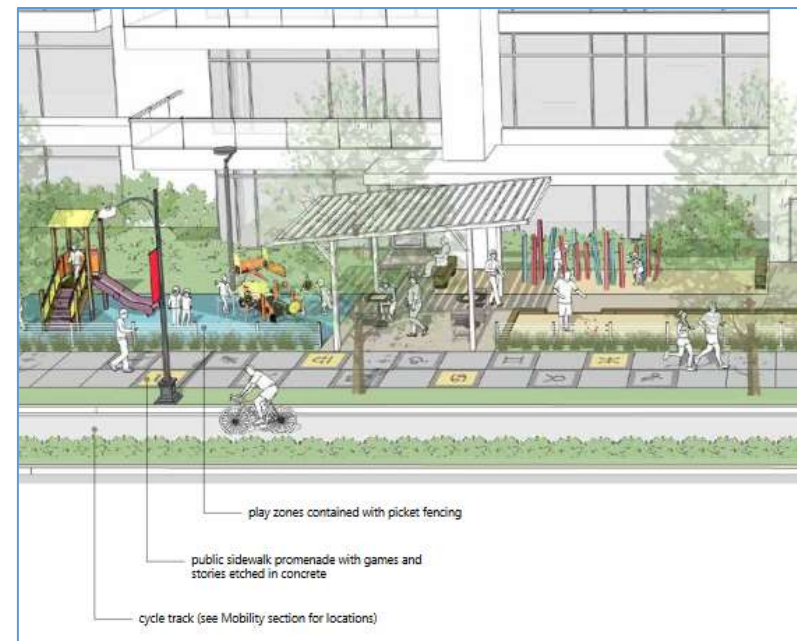 play zones contained with picket fencing
public sidewalk promenade with games and
stories etched in concrete
cycle track (see Mobility section for locations)